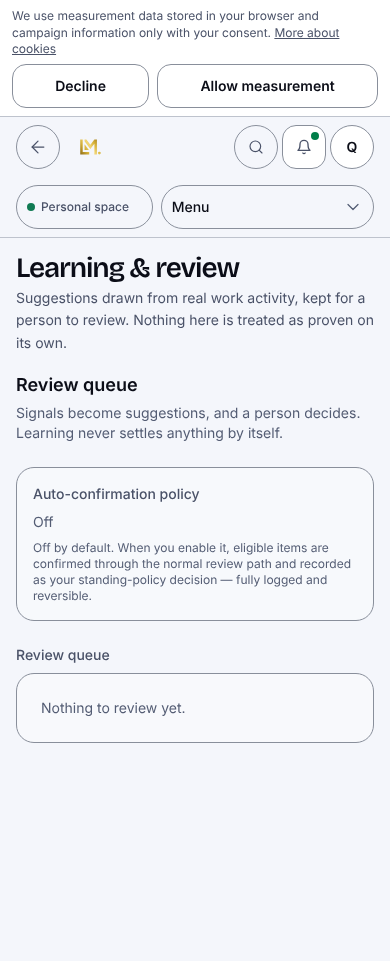 We use measurement data stored in your browser and
campaign information only with your consent. More about
cookies
Decline
Allow measurement
LM.
Q
Personal space
Menu
Learning & review
Suggestions drawn from real work activity, kept for a
person to review. Nothing here is treated as proven on
its own.
Review queue
Signals become suggestions, and a person decides.
Learning never settles anything by itself.
Auto-confirmation policy
Off
Off by default. When you enable it, eligible items are
confirmed through the normal review path and recorded
as your standing-policy decision — fully logged and
reversible.
Review queue
Nothing to review yet.